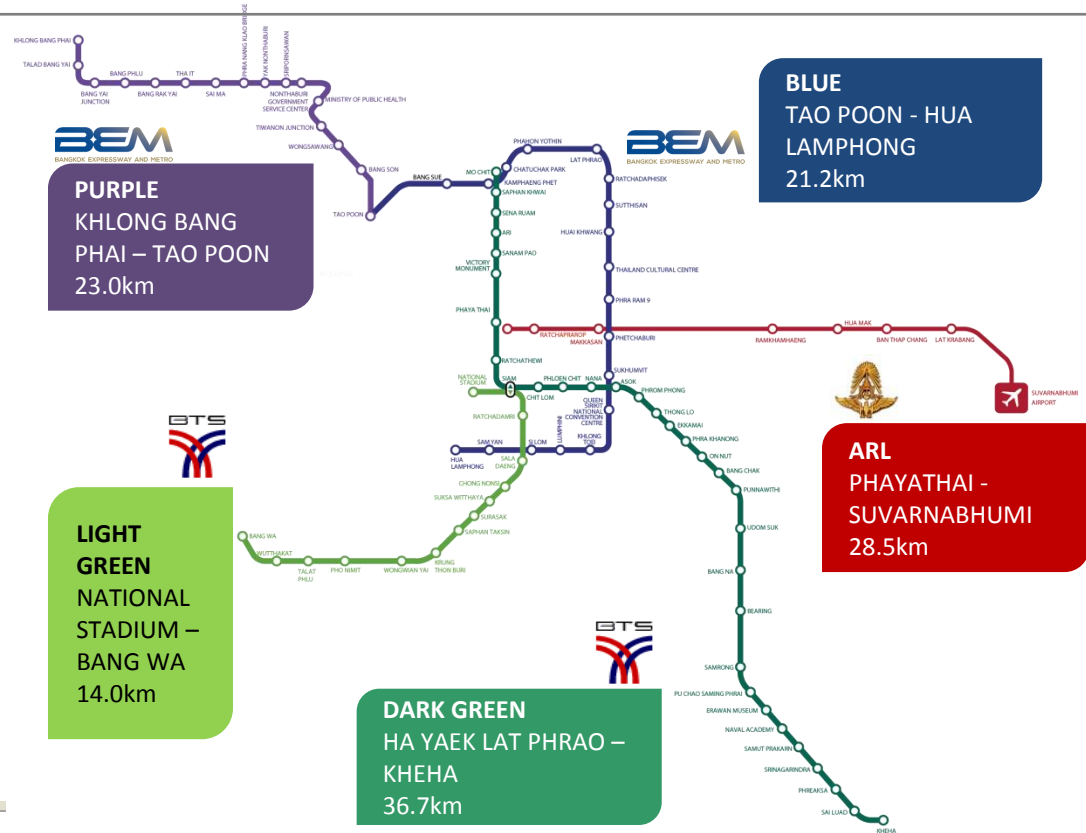 KHLONG BANG PHAI
TALAD BANG YAI
BANG YAI
JUNCTION
BANG PHLU
BANG RAK YAI
THA IT
SAI MA
PHRA NANG KLAO BRIDGE
YAK NONTHABURI
SRIPORNSAWAN
NONTHABURI
GOVERNMENT
SERVICE CENTER
MINISTRY OF PUBLIC HEALTH
TIWANON JUNCTION
WONGSAWANG
BANG SON
TAO POON
BEM
BANGKOK EXPRESSWAY AND METRO
PURPLE
KHLONG BANG
PHAI – TAO POON
23.0km
BANG SUE
KAMPHAENG PHET
CHATUCHAK PARK
PHAHON YOTHIN
LAT PHRAO
RATCHADAPHISEK
SUTTHISAN
HUAI KHWANG
THAILAND CULTURAL CENTRE
PHRA RAM 9
PHETCHABURI
SUKHUMVIT
QUEEN
SIRIKIT
NATIONAL
CONVENTION
CENTRE
KHLONG
TOEI
LUMPHINI
SILOM
SAM YAN
HUA
LAMPHONG
BEM
BANGKOK EXPRESSWAY AND METRO
BLUE
TAO POON - HUA
LAMPHONG
21.2km
MO CHIT
SAPHAN KHWAI
SENA RUAM
ARI
SANAM PAO
VICTORY
MONUMENT
PHAYA THAI
RATCHATHEWI
SIAM
CHIT LOM
PHLOEN CHIT
NANA
ASOK
PHROM PHONG
THONG LO
EKKAMAI
PHRA KHANONG
ON NUT
BANG CHAK
PUNNAWITHI
UDOM SUK
BANG NA
BEARING
SAMRONG
PU CHAO SAMING PHRAI
ERAWAN MUSEUM
NAVAL ACADEMY
SAMUT PRAKARN
SRINAGARINDRA
PHREAKSA
SAI LUAD
KHEHA
RATCHAPRAROP
MAKKASAN
RAMKHAMHAENG
HUA MAK
BAN THAP CHANG
LAT KRABANG
SUVARNABHUMI
AIRPORT
ARL
PHAYATHAI -
SUVARNABHUMI
28.5km
NATIONAL
STADIUM
RATCHADAMRI
SALA
DAENG
CHONG NONSI
SUKSA WITTHAYA
SURASAK
SAPHAN TAKSIN
KRUNG
THON BURI
WONGWIAN YAI
PHO NIMIT
TALAT
PHLU
WUTTHAKAT
BANG WA
BTS
LIGHT
GREEN
NATIONAL
STADIUM –
BANG WA
14.0km
BTS
DARK GREEN
HA YAEK LAT PHRAO –
KHEHA
36.7km